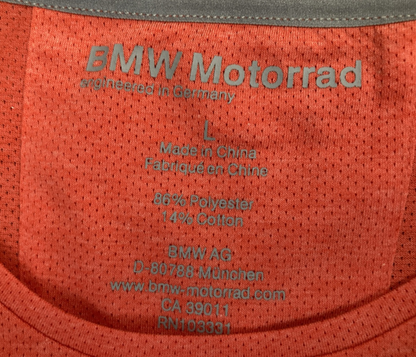 BMW Motorrad
engineered in Germany
L
Made in China
Fabriqué en Chine
86% Polyester
14% Cotton
BMW AG
D-80788 München
www.bmw-motorrad.com
CA 39011
RN103331